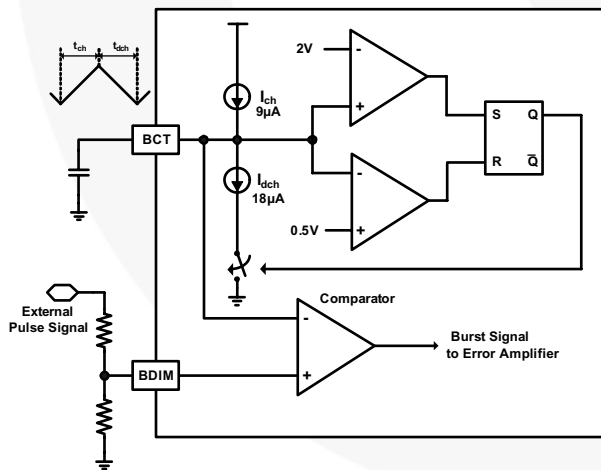 tch
tdch
2V
-
+
Ich
9µA
BCT
S
Q
R
Q̅
-
+
Idch
18µA
0.5V
Comparator
External
Pulse Signal
-
+
Burst Signal
to Error Amplifier
BDIM